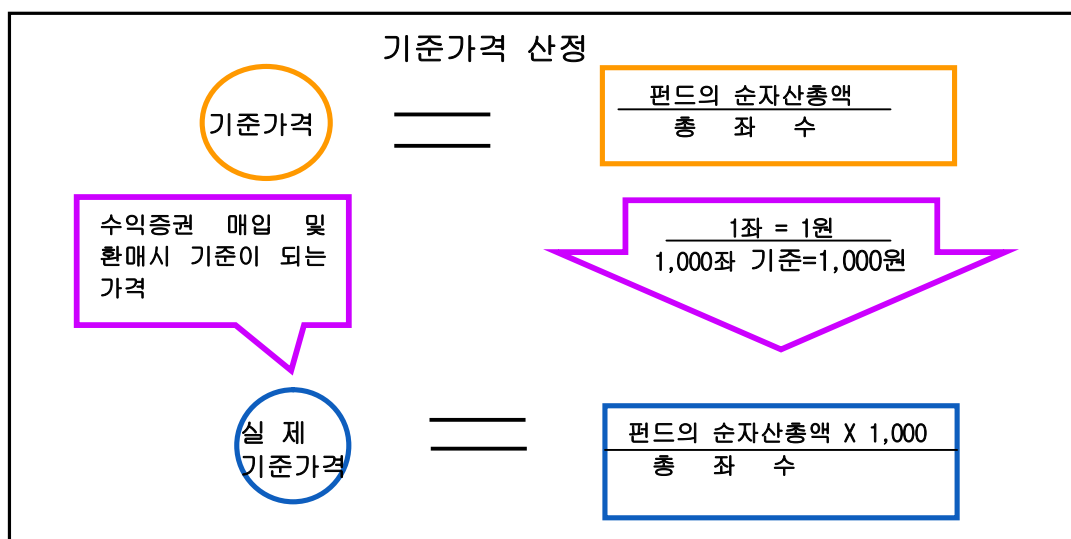 기준가격 산정
기준가격
펀드의 순자산총액
총 좌 수
수익증권 매입 및
환매시 기준이 되는
가격
1좌 = 1원
1,000좌 기준=1,000원
실 제
기준가격
펀드의 순자산총액 X 1,000
총 좌 수